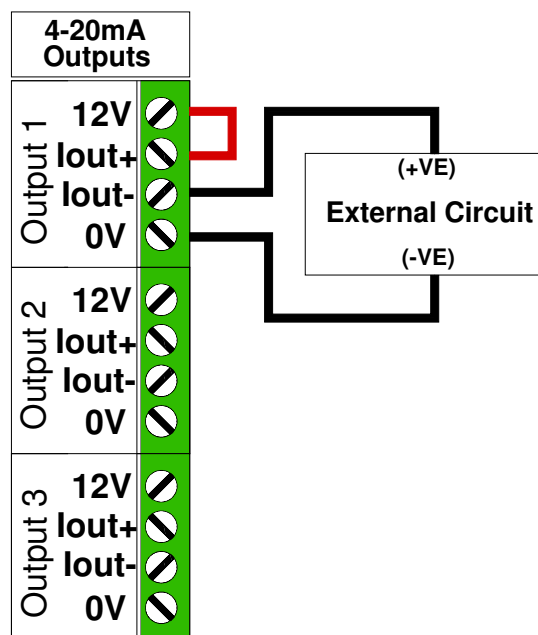 4-20mA
Outputs
Output 1
12V
Iout+
Iout-
0V
(+VE)
External Circuit
(-VE)
Output 2
12V
Iout+
Iout-
0V
Output 3
12V
Iout+
Iout-
0V